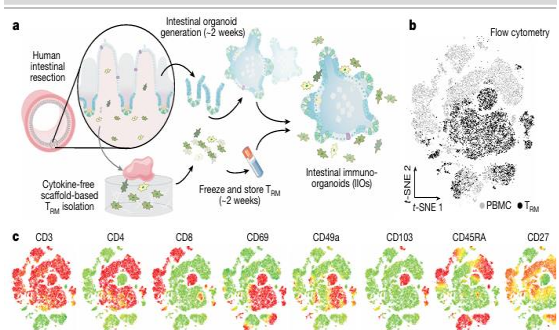 a
Intestinal organoid
generation (~2 weeks)
Human
intestinal
resection
Cytokine-free
scaffold-based
TRM isolation
Freeze and store TRM
(~2 weeks)
Intestinal immuno-
organoids (IIOs)
b
Flow cytometry
t-SNE 2
t-SNE 1
PBMC
TRM
c
CD3 CD4 CD8 CD69 CD49a CD103 CD45RA CD27